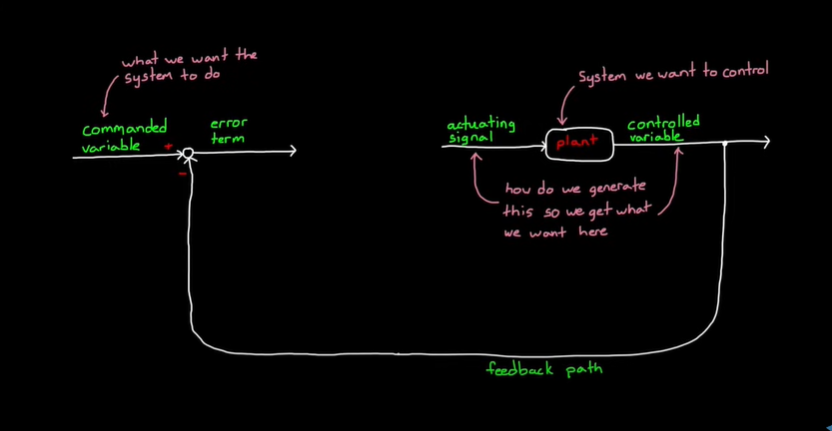 what we want the
system to do
commanded
variable
+
-
error
term
System we want to control
actuating
signal
plant
controlled
variable
how do we generate
this so we get what
we want here
feedback path